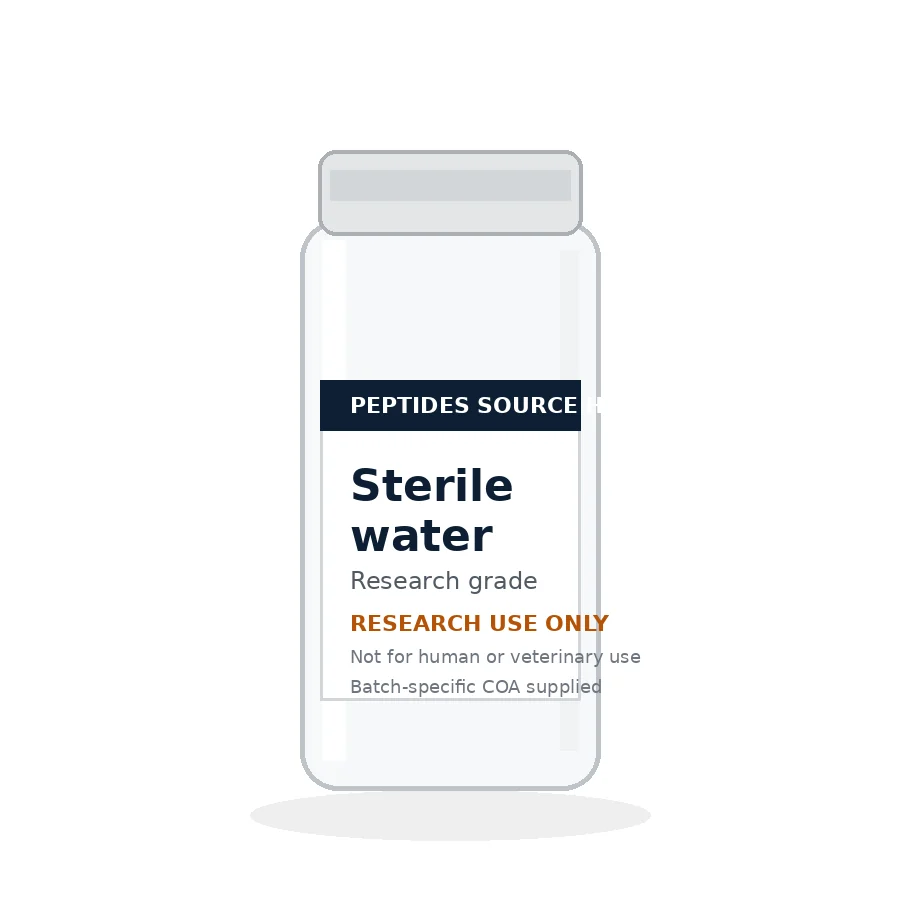 PEPTIDES SOURCE H
Sterile
water
Research grade
RESEARCH USE ONLY
Not for human or veterinary use
Batch-specific COA supplied